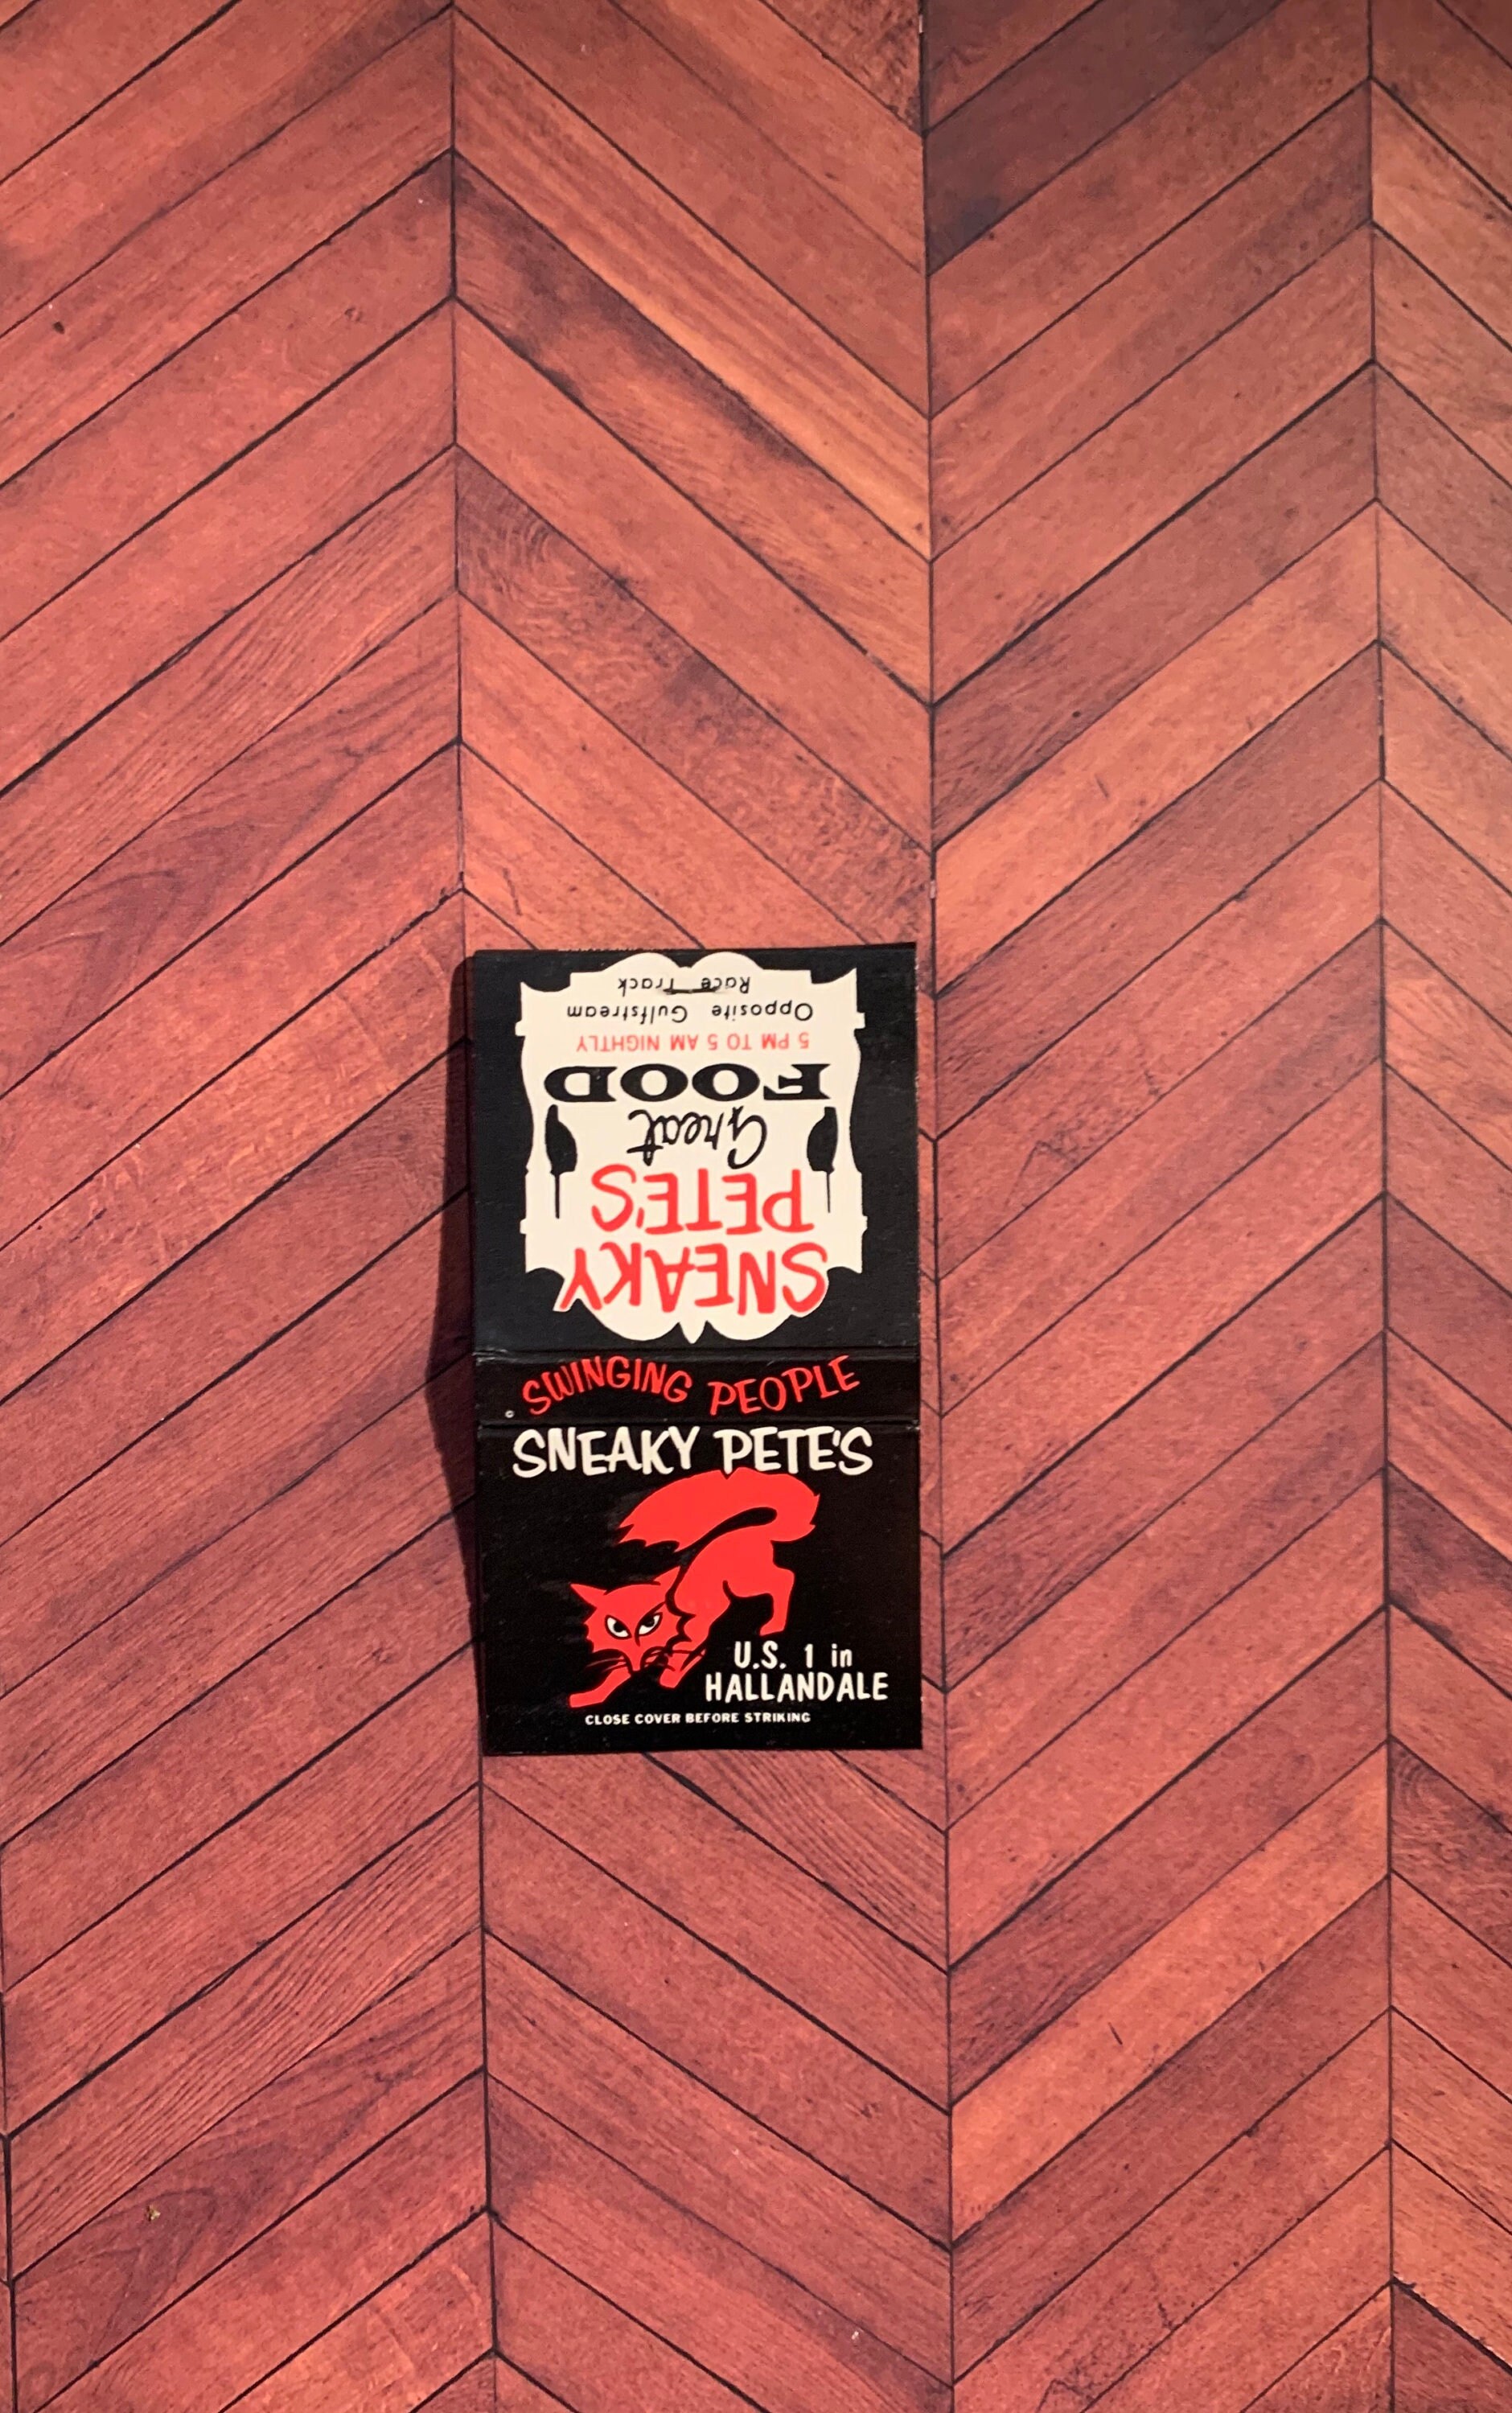 SNEAKY
PETE'S
Great
FOOD
5 PM TO 5 AM NIGHTLY
Opposite Gulfstream
Race Track
SWINGING PEOPLE
SNEAKY PETE'S
U.S. 1 in
HALLANDALE
CLOSE COVER BEFORE STRIKING